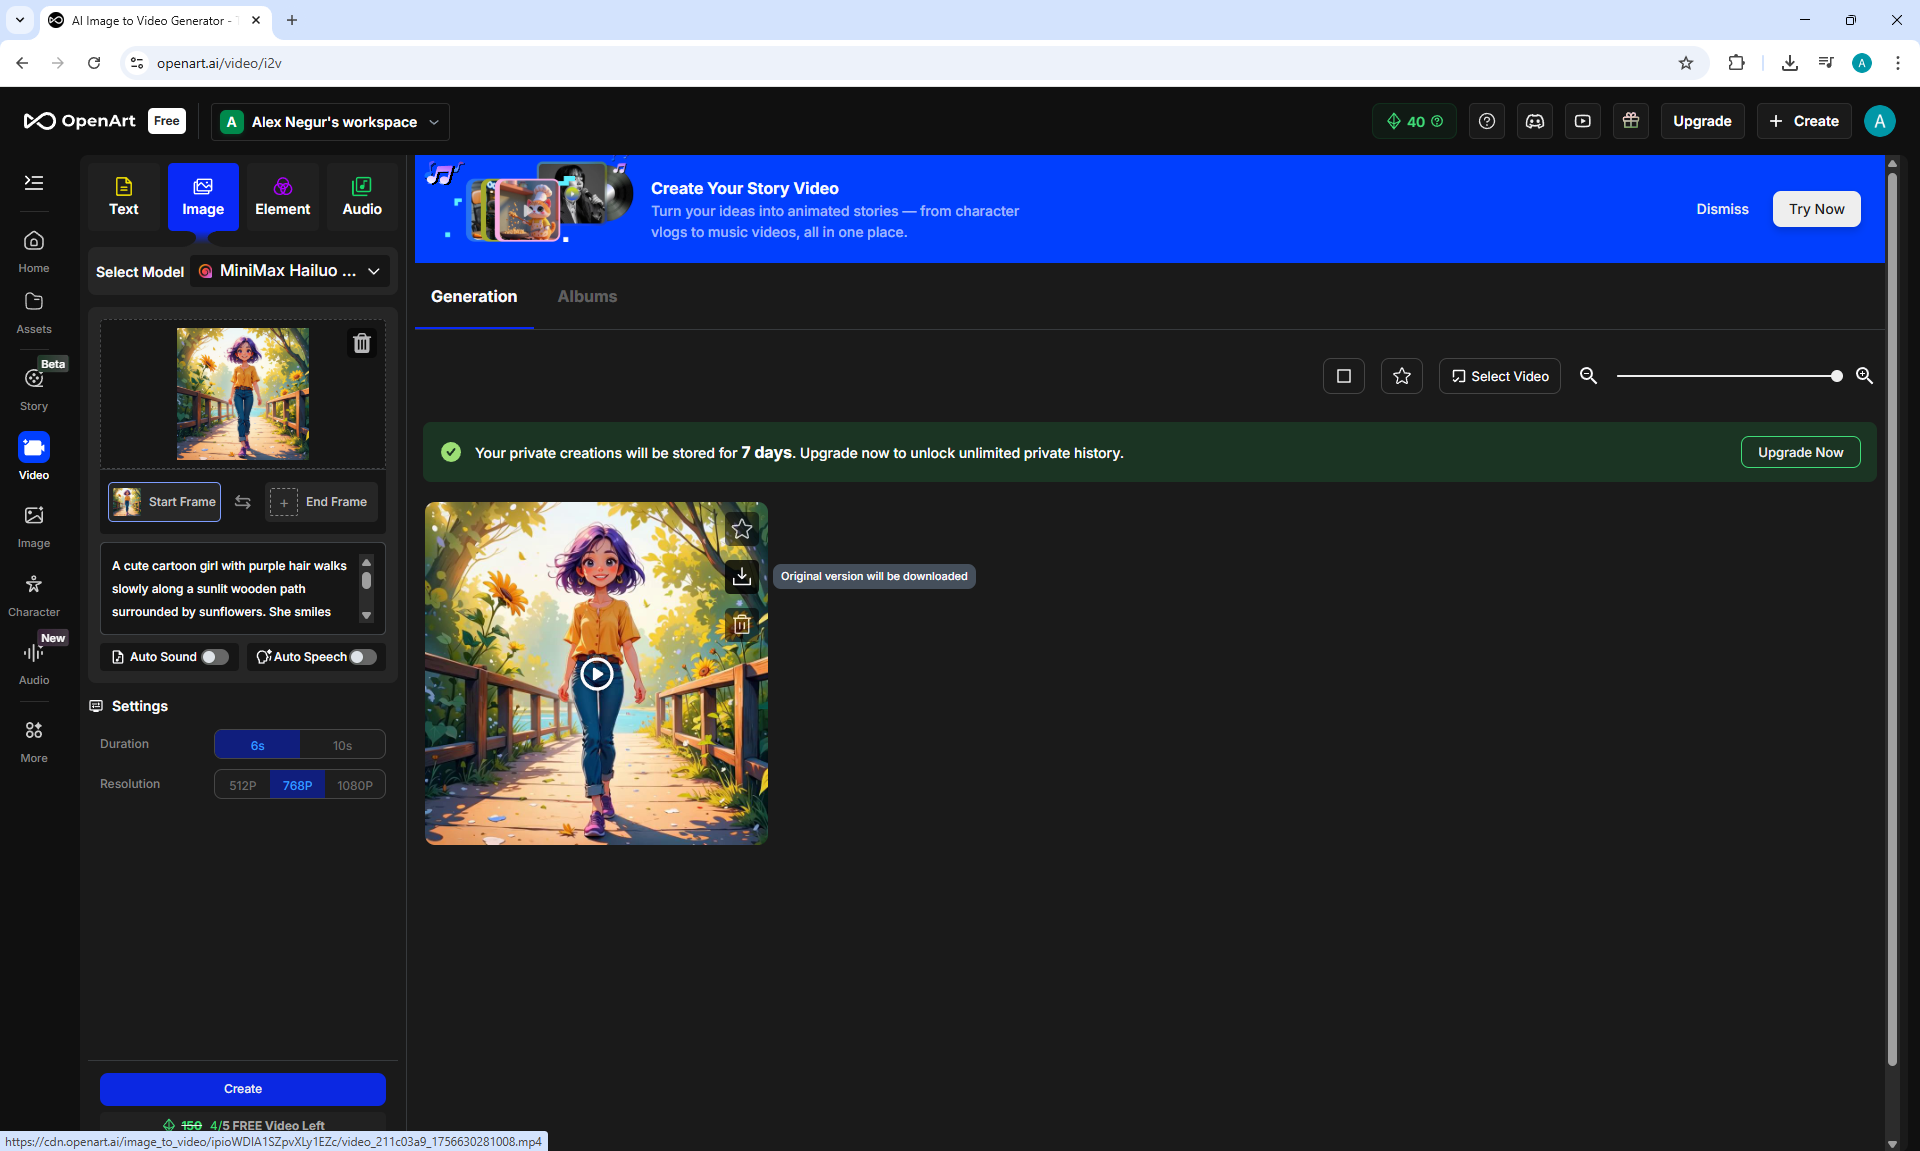 AI Image to Video Generator -
openart.ai/video/i2v
A
OpenArt
Free
A
Alex Negur's workspace
40
Upgrade
Create
A
Text
Image
Element
Audio
Create Your Story Video
Turn your ideas into animated stories — from character
vlogs to music videos, all in one place.
Dismiss
Try Now
Home
Assets
Beta
Story
Video
Image
Character
New
Audio
More
Select Model
MiniMax Hailuo ...
Generation
Albums
Select Video
Your private creations will be stored for 7 days. Upgrade now to unlock unlimited private history.
Upgrade Now
Start Frame
End Frame
A cute cartoon girl with purple hair walks
slowly along a sunlit wooden path
surrounded by sunflowers. She smiles
Original version will be downloaded
Auto Sound
Auto Speech
Settings
Duration
6s
10s
Resolution
512P
768P
1080P
Create
150 4/5 FREE Video Left
https://cdn.openart.ai/image_to_video/ipioWDIA1SZpvXLy1EZc/video_211c03a9_1756630281008.mp4